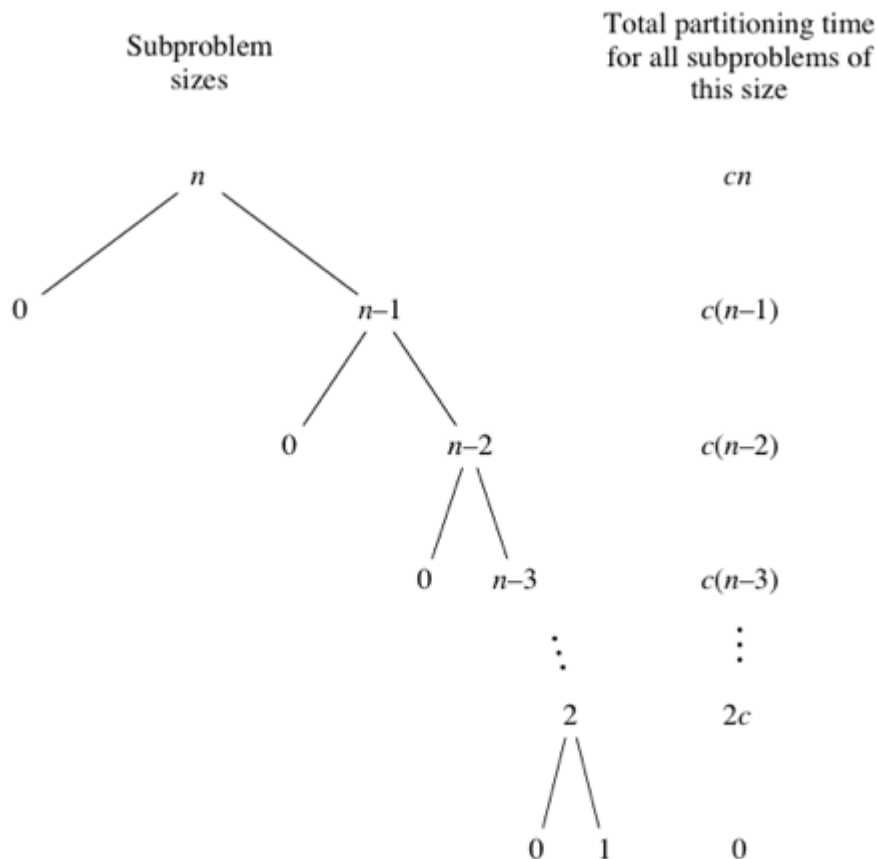 Subproblem
sizes
Total partitioning time
for all subproblems of
this size
n cn
0 n–1 c(n–1)
0 n–2 c(n–2)
0 n–3 c(n–3)
2 2c
0 1 0